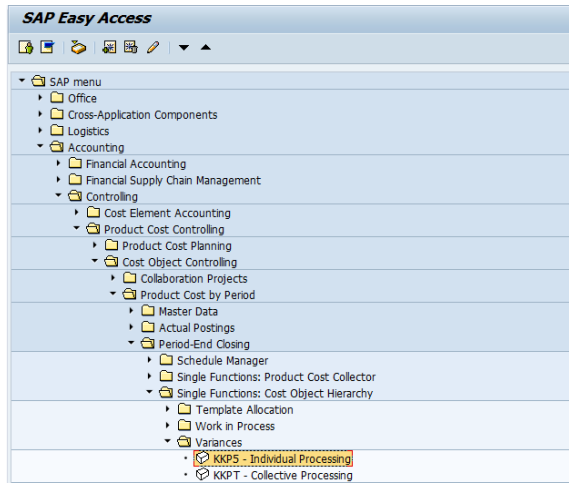 SAP Easy Access
SAP menu
Office
Cross-Application Components
Logistics
Accounting
Financial Accounting
Financial Supply Chain Management
Controlling
Cost Element Accounting
Product Cost Controlling
Product Cost Planning
Cost Object Controlling
Collaboration Projects
Product Cost by Period
Master Data
Actual Postings
Period-End Closing
Schedule Manager
Single Functions: Product Cost Collector
Single Functions: Cost Object Hierarchy
Template Allocation
Work in Process
Variances
KKP5 - Individual Processing
KKPT - Collective Processing